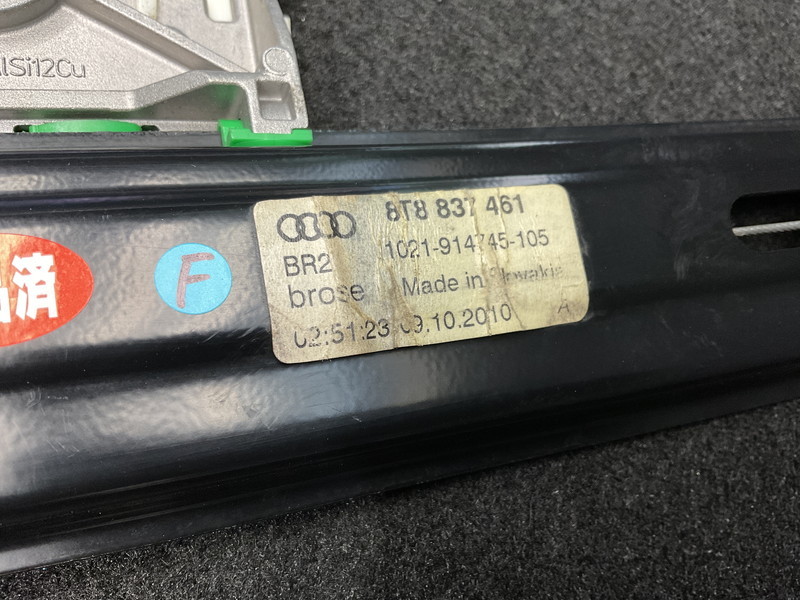 AlSi12Cu
8T8 837 461
1021-914745-105
BR2
brose Made in Slovakia
02:51:23 09.10.2010 A
F
品済